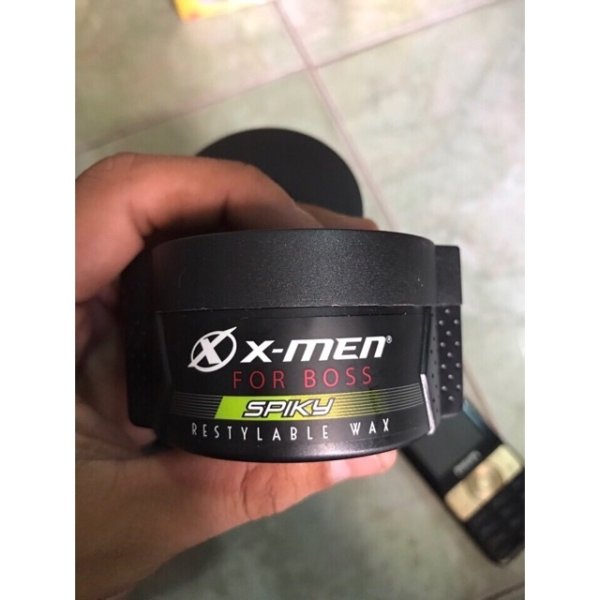 X X-MEN®
FOR BOSS
SPIKY
RESTYLABLE WAX